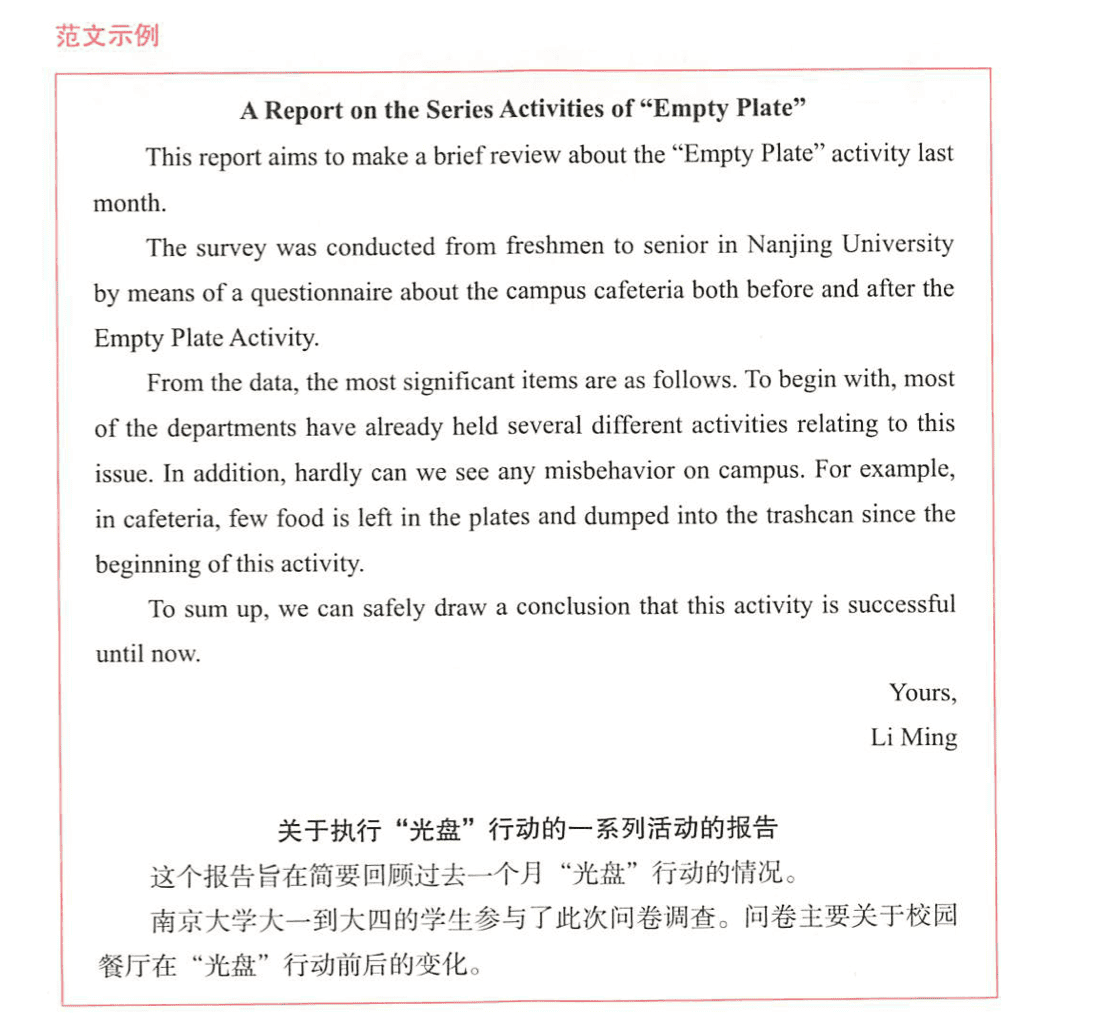 范文示例
A Report on the Series Activities of “Empty Plate”
This report aims to make a brief review about the “Empty Plate” activity last
month.
The survey was conducted from freshmen to senior in Nanjing University
by means of a questionnaire about the campus cafeteria both before and after the
Empty Plate Activity.
From the data, the most significant items are as follows. To begin with, most
of the departments have already held several different activities relating to this
issue. In addition, hardly can we see any misbehavior on campus. For example,
in cafeteria, few food is left in the plates and dumped into the trashcan since the
beginning of this activity.
To sum up, we can safely draw a conclusion that this activity is successful
until now.
Yours,
Li Ming
关于执行“光盘”行动的一系列活动的报告
这个报告旨在简要回顾过去一个月“光盘”行动的情况。
南京大学大一到大四的学生参与了此次问卷调查。问卷主要关于校园
餐厅在“光盘”行动前后的变化。